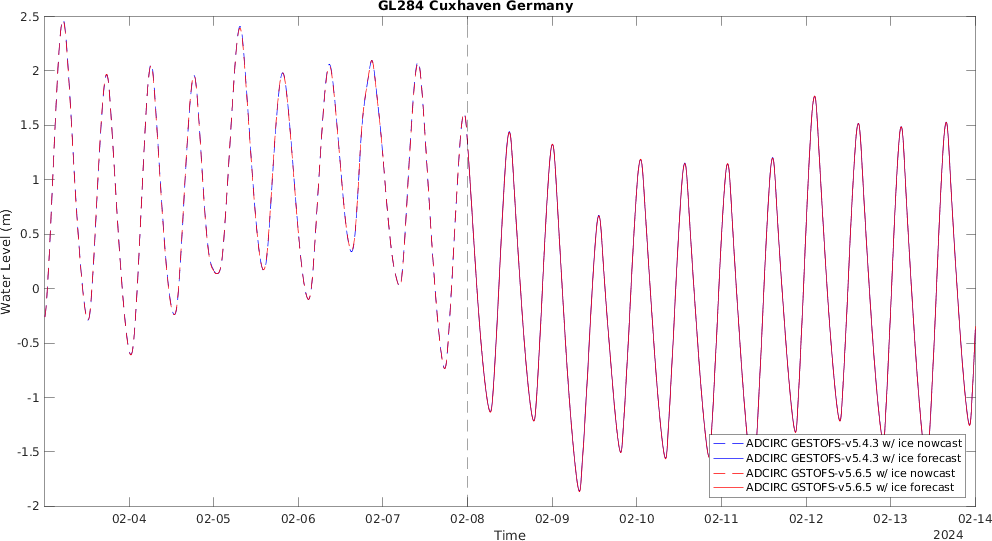 GL284 Cuxhaven Germany
2.5
2
1.5
1
0.5
0
-0.5
-1
-1.5
-2
Water Level (m)
ADCIRC GESTOFS-v5.4.3 w/ ice nowcast
ADCIRC GESTOFS-v5.4.3 w/ ice forecast
ADCIRC GSTOFS-v5.6.5 w/ ice nowcast
ADCIRC GSTOFS-v5.6.5 w/ ice forecast
02-04 02-05 02-06 02-07 02-08 02-09 02-10 02-11 02-12 02-13 02-14
Time
2024